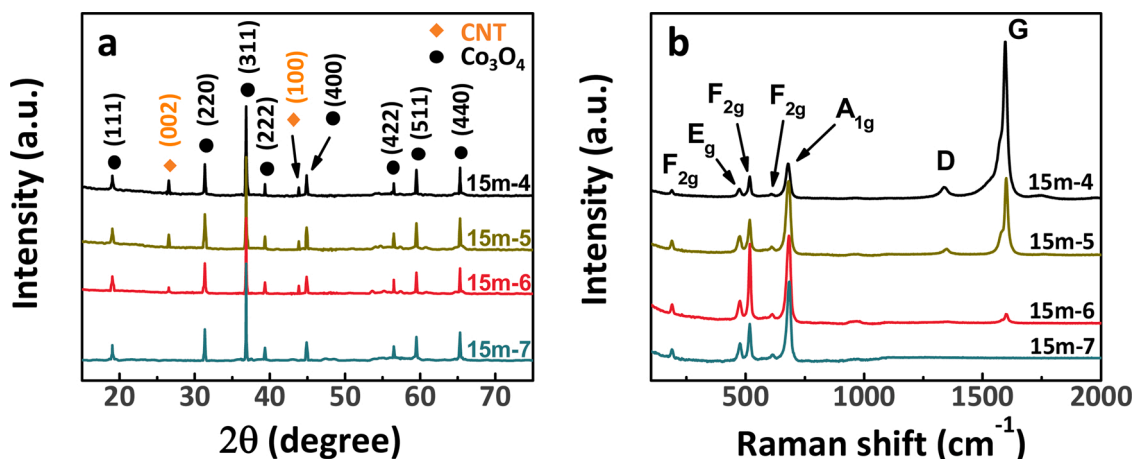 a
CNT
Co₃O₄
(111)
(002)
(220)
(311)
(222)
(100)
(400)
(422)
(511)
(440)
15m-4
15m-5
15m-6
15m-7
20 30 40 50 60 70
2θ (degree)
Intensity (a.u.)
b
G
F2g
Eg
F2g
F2g
A1g
D
15m-4
15m-5
15m-6
15m-7
500 1000 1500 2000
Raman shift (cm⁻¹)
Intensity (a.u.)